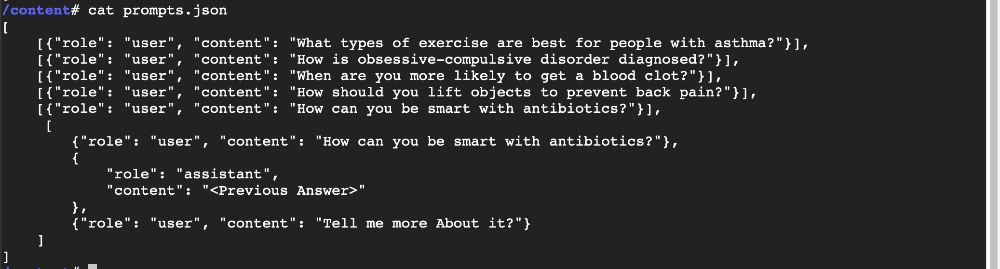 /content# cat prompts.json
[
    [{"role": "user", "content": "What types of exercise are best for people with asthma?"}],
    [{"role": "user", "content": "How is obsessive-compulsive disorder diagnosed?"}],
    [{"role": "user", "content": "When are you more likely to get a blood clot?"}],
    [{"role": "user", "content": "How should you lift objects to prevent back pain?"}],
    [{"role": "user", "content": "How can you be smart with antibiotics?"}],
     [
        {"role": "user", "content": "How can you be smart with antibiotics?"},
        {
            "role": "assistant",
            "content": "<Previous Answer>"
        },
        {"role": "user", "content": "Tell me more About it?"}
    ]
]